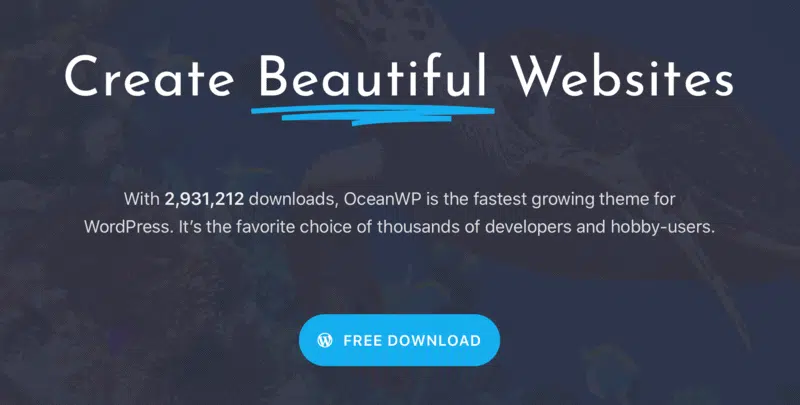 Create Beautiful Websites
With 2,931,212 downloads, OceanWP is the fastest growing theme for
WordPress. It’s the favorite choice of thousands of developers and hobby-users.
FREE DOWNLOAD